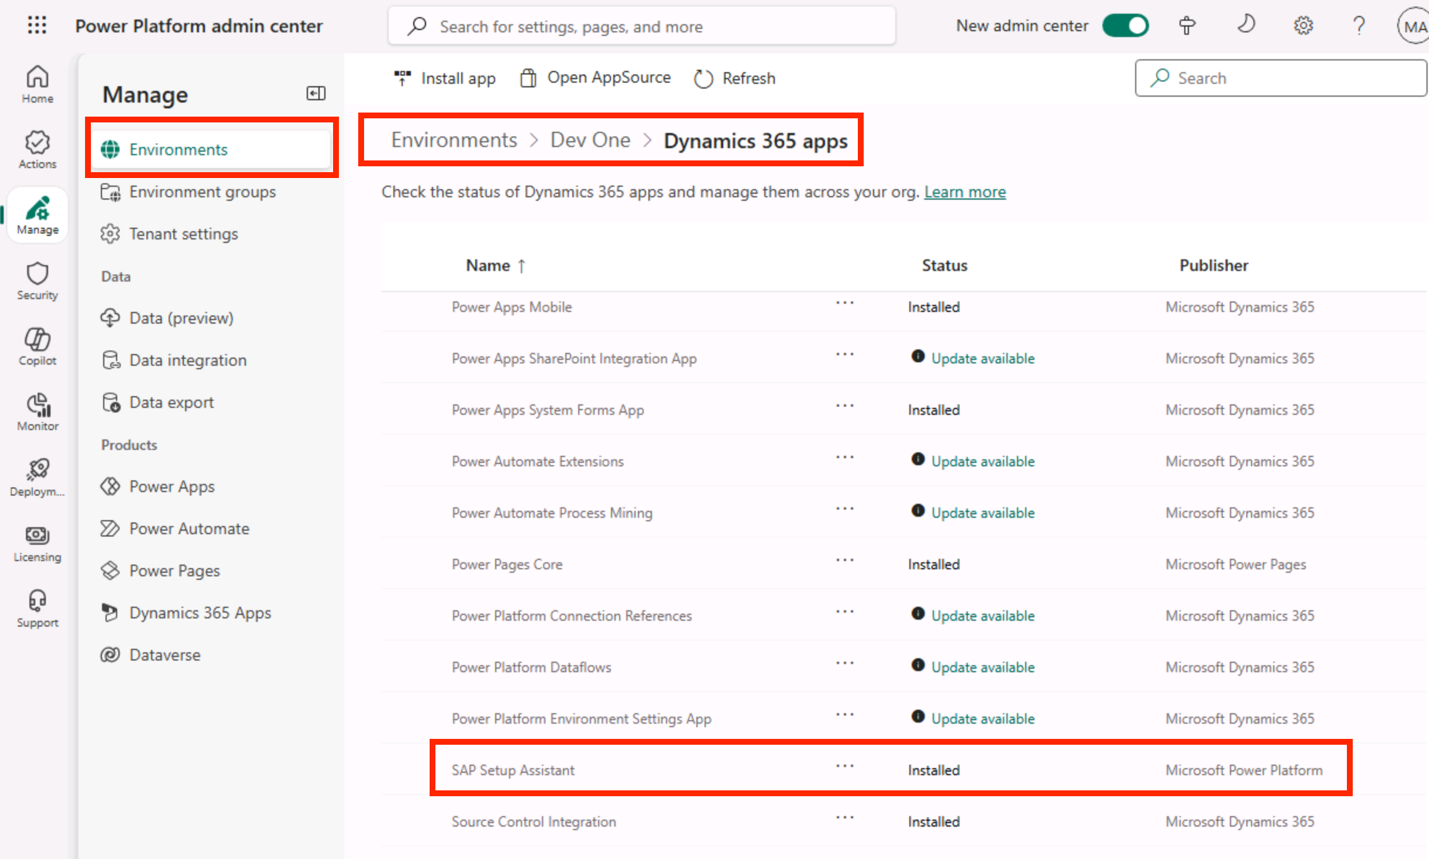 Power Platform admin center
Search for settings, pages, and more
New admin center
MA
Home
Actions
Manage
Security
Copilot
Monitor
Deploym...
Licensing
Support
Manage
Environments
Environment groups
Tenant settings
Data
Data (preview)
Data integration
Data export
Products
Power Apps
Power Automate
Power Pages
Dynamics 365 Apps
Dataverse
Install app
Open AppSource
Refresh
Search
Environments > Dev One > Dynamics 365 apps
Check the status of Dynamics 365 apps and manage them across your org. Learn more
Name ↑ Status Publisher
Power Apps Mobile ... Installed Microsoft Dynamics 365
Power Apps SharePoint Integration App ... Update available Microsoft Dynamics 365
Power Apps System Forms App ... Installed Microsoft Dynamics 365
Power Automate Extensions ... Update available Microsoft Dynamics 365
Power Automate Process Mining ... Update available Microsoft Dynamics 365
Power Pages Core ... Installed Microsoft Power Pages
Power Platform Connection References ... Update available Microsoft Dynamics 365
Power Platform Dataflows ... Update available Microsoft Dynamics 365
Power Platform Environment Settings App ... Update available Microsoft Dynamics 365
SAP Setup Assistant ... Installed Microsoft Power Platform
Source Control Integration ... Installed Microsoft Dynamics 365